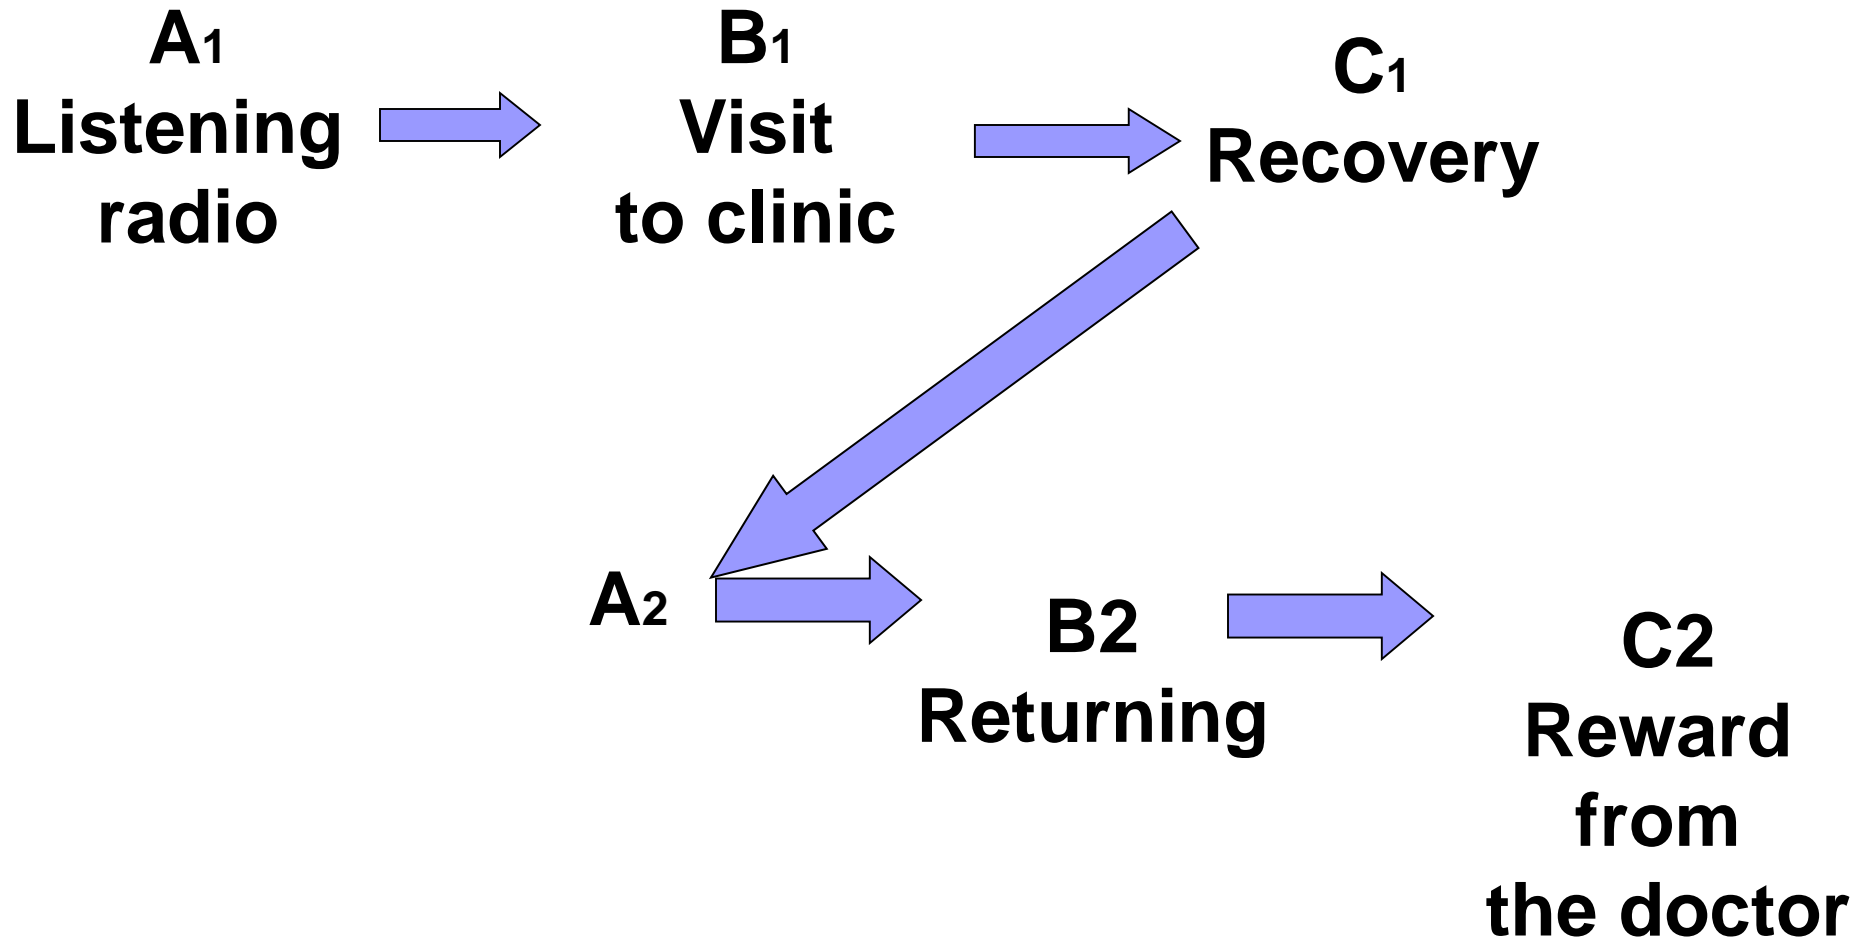 A1
Listening
radio
B1
Visit
to clinic
C1
Recovery
A2
B2
Returning
C2
Reward
from
the doctor